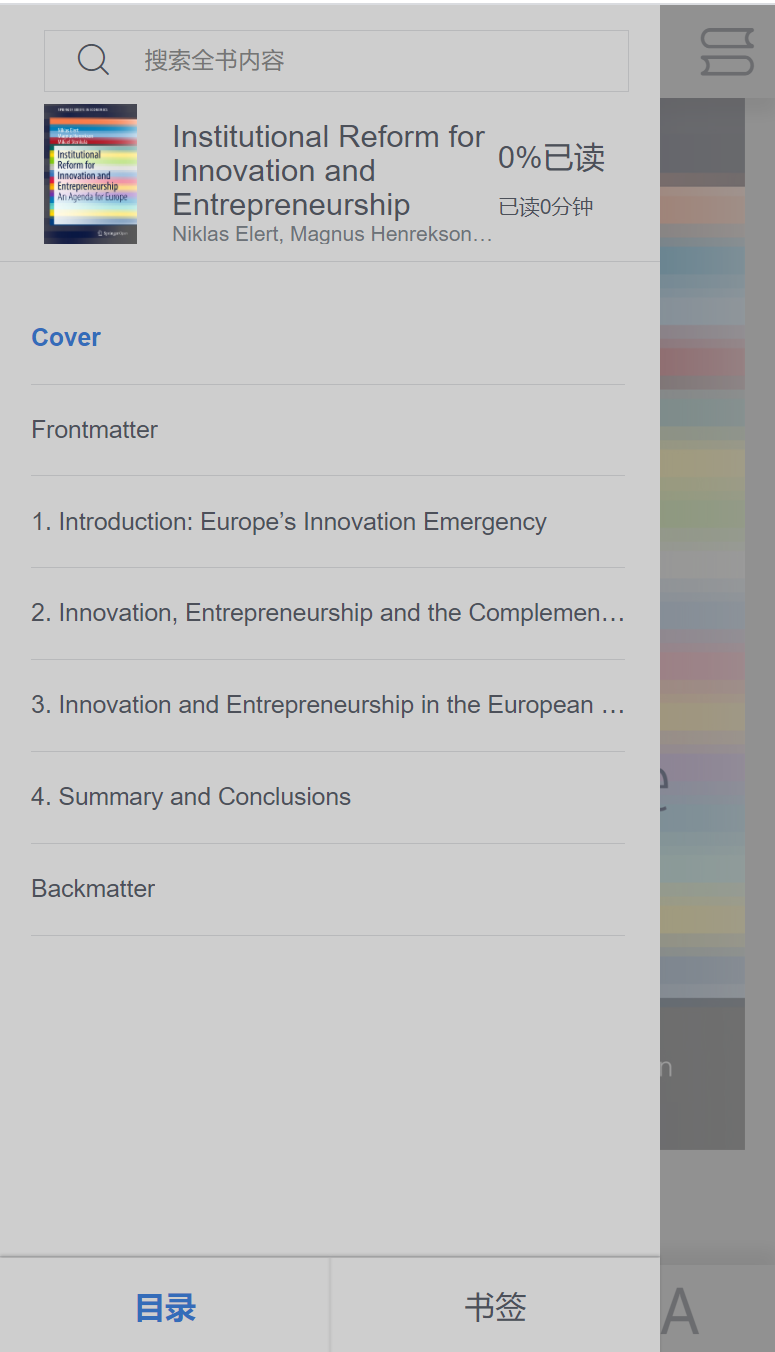 搜索全书内容
Institutional Reform for
Innovation and
Entrepreneurship
Niklas Elert, Magnus Henrekson…
0%已读
已读0分钟
Institutional
Reform for
Innovation and
Entrepreneurship
An Agenda for Europe
Springer
Cover
Frontmatter
1. Introduction: Europe’s Innovation Emergency
2. Innovation, Entrepreneurship and the Complemen…
3. Innovation and Entrepreneurship in the European …
4. Summary and Conclusions
Backmatter
e
n
目录
书签
A